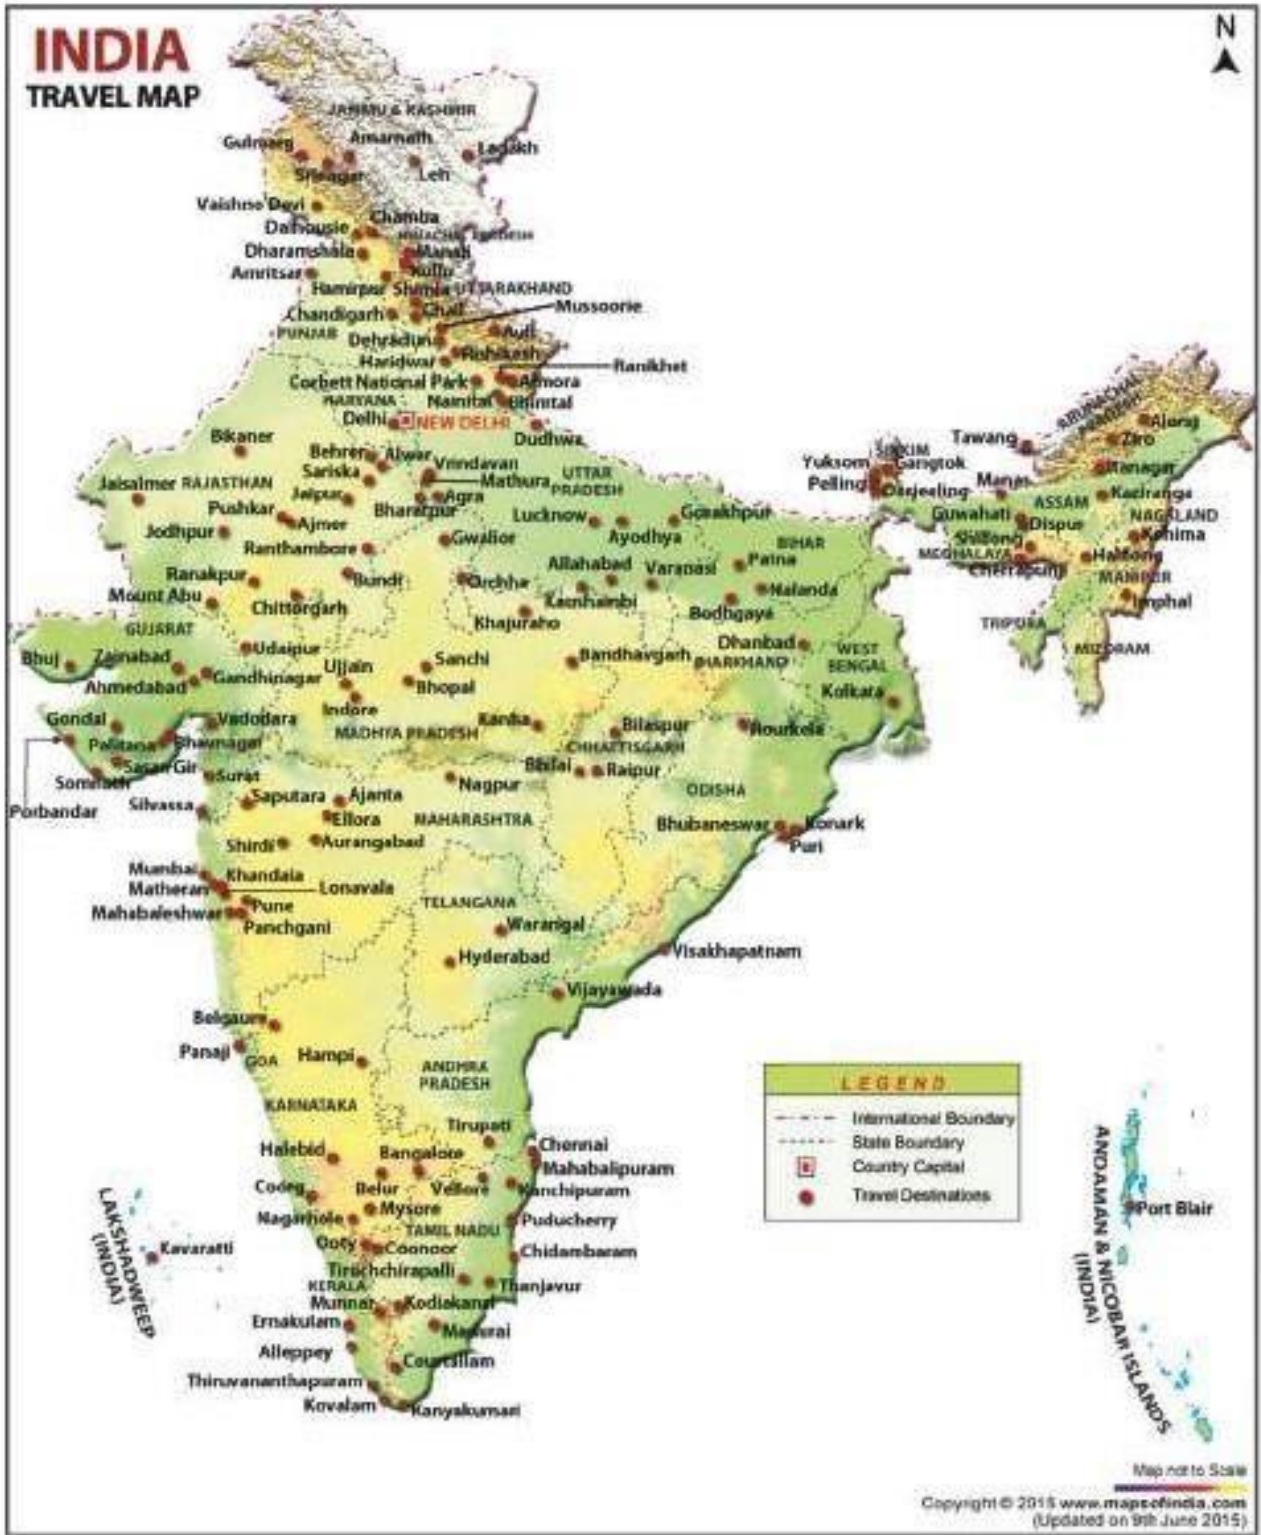 INDIA
TRAVEL MAP
N
JAMMU & KASHMIR
Gulmarg
Amarnath
Ladakh
Srinagar
Leh
Vaishno Devi
Chamba
Dalhousie
HIMACHAL PRADESH
Dharamshala
Manali
Amritsar
Kullu
Hamirpur
Shimla
UTTARAKHAND
Mussoorie
Chandigarh
Chail
PUNJAB
Dehradun
Auli
Haridwar
Rishikesh
Ranikhet
Corbett National Park
Almora
HARYANA
Nainital
Bhimtal
Delhi
NEW DELHI
Dudhwa
Bikaner
Behror
Alwar
Sariska
Vrindavan
Mathura
UTTAR
PRADESH
Jaisalmer
RAJASTHAN
Jaipur
Agra
Pushkar
Bharatpur
Lucknow
Gorakhpur
Ajmer
Jodhpur
Ayodhya
Ranthambore
Gwalior
BIHAR
Allahabad
Varanasi
Patna
Ranakpur
Bundi
Orchha
Nalanda
Mount Abu
Chittorgarh
Bodhgaya
Khajuraho
GUJARAT
Dhanbad
WEST
BENGAL
Udaipur
Bhuj
Zainabad
Ujjain
Sanchi
Bandhavgarh
JHARKHAND
Ahmedabad
Gandhinagar
Bhopal
Kolkata
Indore
Gondal
Vadodara
MADHYA PRADESH
Kanha
Bilaspur
Rourkela
Palitana
Bhavnagar
CHHATTISGARH
Sasan Gir
Surat
Bhilai
Raipur
Somnath
Nagpur
ODISHA
Porbandar
Silvassa
Saputara
Ajanta
Ellora
MAHARASHTRA
Bhubaneswar
Konark
Shirdi
Aurangabad
Puri
Mumbai
Khandala
Matheran
Lonavala
TELANGANA
Mahabaleshwar
Pune
Panchgani
Warangal
Hyderabad
Visakhapatnam
Vijayawada
Belgaum
Panaji
GOA
Hampi
ANDHRA
PRADESH
KARNATAKA
Tirupati
Chennai
Halebid
Bangalore
Mahabalipuram
Coorg
Belur
Vellore
Kanchipuram
Nagarhole
Mysore
TAMIL NADU
Puducherry
Ooty
Coonoor
Chidambaram
Tiruchchirapalli
Thanjavur
KERALA
Munnar
Kodiakanal
Ernakulam
Madurai
Alleppey
Courtallam
Thiruvananthapuram
Kovalam
Kanyakumari
ARUNACHAL
PRADESH
Along
Tawang
Ziro
SIKKIM
Yuksom
Gangtok
Itanagar
Pelling
Darjeeling
Manas
ASSAM
Kaziranga
Guwahati
Dispur
NAGALAND
Shillong
Kohima
MEGHALAYA
Haflong
Cherrapunji
MANIPUR
Imphal
TRIPURA
MIZORAM
LEGEND
International Boundary
State Boundary
Country Capital
Travel Destinations
LAKSHADWEEP
(INDIA)
Kavaratti
ANDAMAN & NICOBAR ISLANDS
(INDIA)
Port Blair
Map not to Scale
Copyright © 2015 www.mapsofindia.com
(Updated on 9th June 2015)